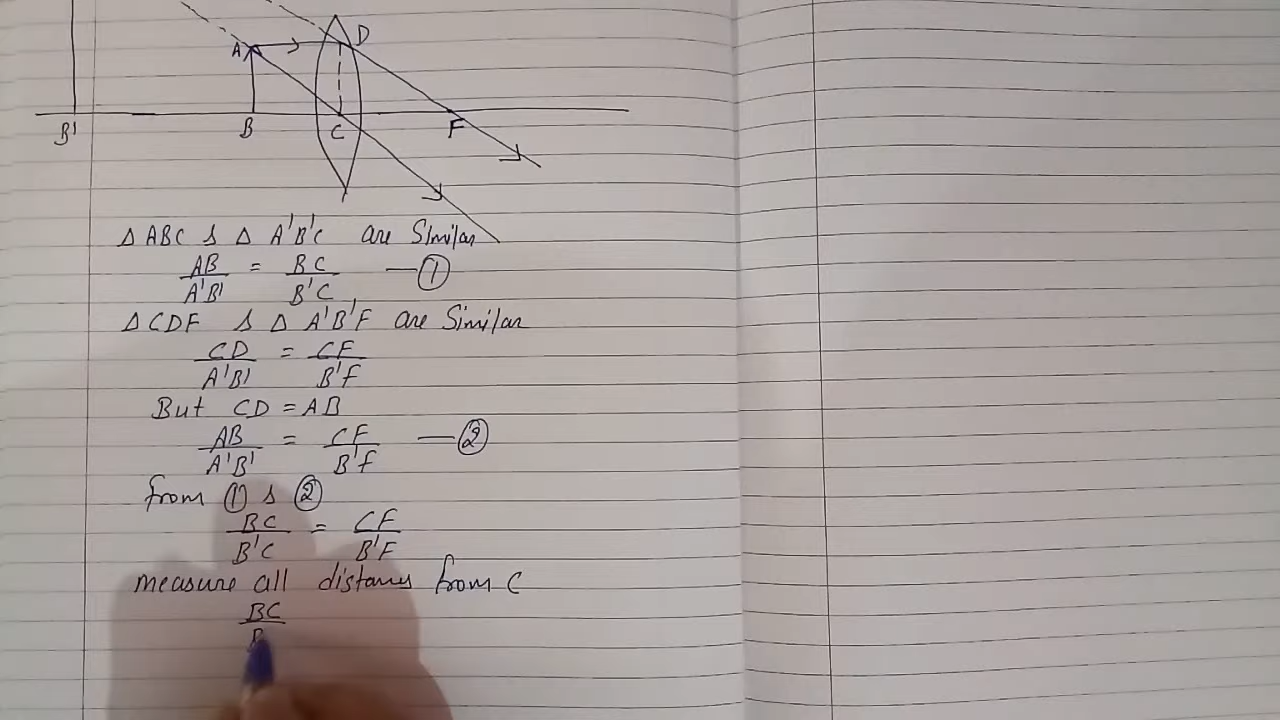 A D
B' B C F
Δ ABC & Δ A'B'C are Similar
AB/A'B' = BC/B'C — ①
Δ CDF & Δ A'B'F are Similar
CD/A'B' = CF/B'F
But CD = AB
AB/A'B' = CF/B'F — ②
from ① & ②
BC/B'C = CF/B'F
measure all from C
BC